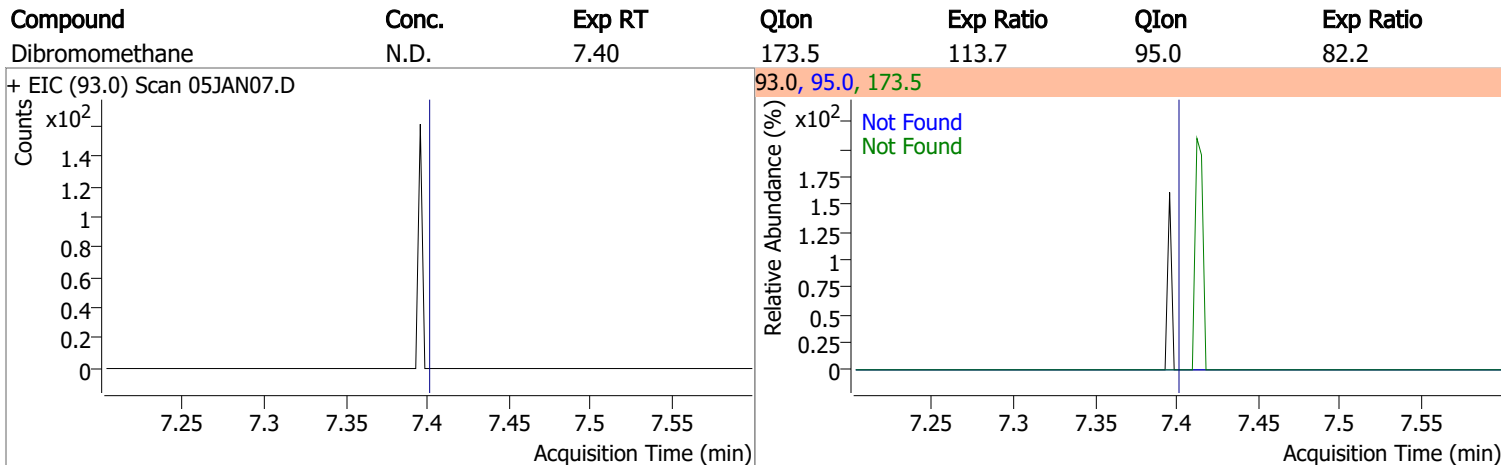 Compound Conc. Exp RT QIon Exp Ratio QIon Exp Ratio
Dibromomethane N.D. 7.40 173.5 113.7 95.0 82.2
+ EIC (93.0) Scan 05JAN07.D
Counts
x10²
1.4
1.2
1
0.8
0.6
0.4
0.2
0
7.25 7.3 7.35 7.4 7.45 7.5 7.55
Acquisition Time (min)
93.0, 95.0, 173.5
Relative Abundance (%)
x10²
Not Found
Not Found
1.75
1.5
1.25
1
0.75
0.5
0.25
0
7.25 7.3 7.35 7.4 7.45 7.5 7.55
Acquisition Time (min)